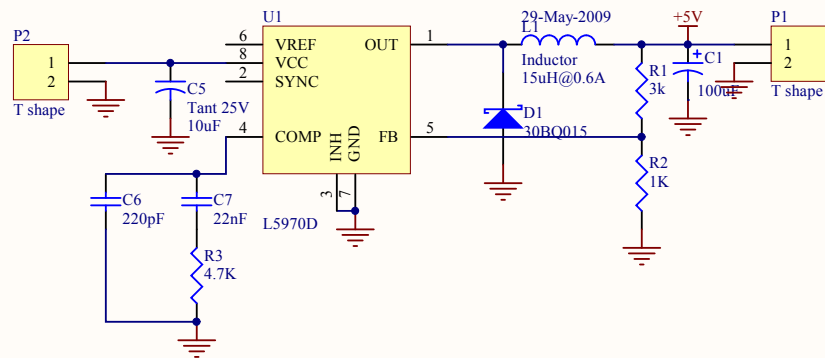 P2
1
2
T shape
C5
Tant 25V
10uF
U1
6
8
2
4
VREF
VCC
SYNC
COMP
OUT
FB
INH
GND
3
7
1
5
L5970D
29-May-2009
L1
Inductor
15uH@0.6A
D1
30BQ015
+5V
R1
3k
C1
100uF
R2
1K
P1
1
2
T shape
C6
220pF
C7
22nF
R3
4.7K